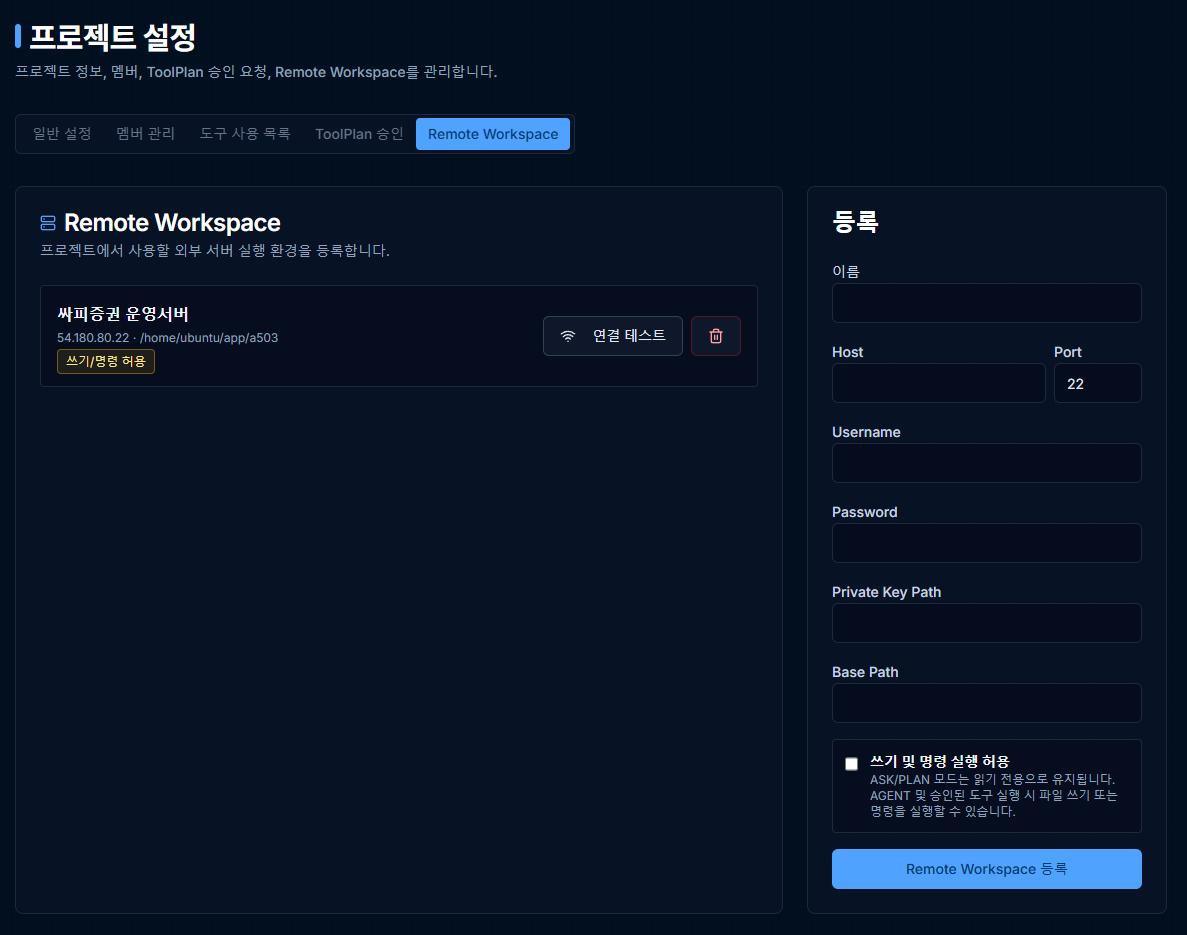 프로젝트 설정
프로젝트 정보, 멤버, ToolPlan 승인 요청, Remote Workspace를 관리합니다.
일반 설정
멤버 관리
도구 사용 목록
ToolPlan 승인
Remote Workspace
Remote Workspace
프로젝트에서 사용할 외부 서버 실행 환경을 등록합니다.
싸피증권 운영서버
54.180.80.22 · /home/ubuntu/app/a503
쓰기/명령 허용
연결 테스트
등록
이름
Host
Port
22
Username
Password
Private Key Path
Base Path
쓰기 및 명령 실행 허용
ASK/PLAN 모드는 읽기 전용으로 유지됩니다.
AGENT 및 승인된 도구 실행 시 파일 쓰기 또는
명령을 실행할 수 있습니다.
Remote Workspace 등록